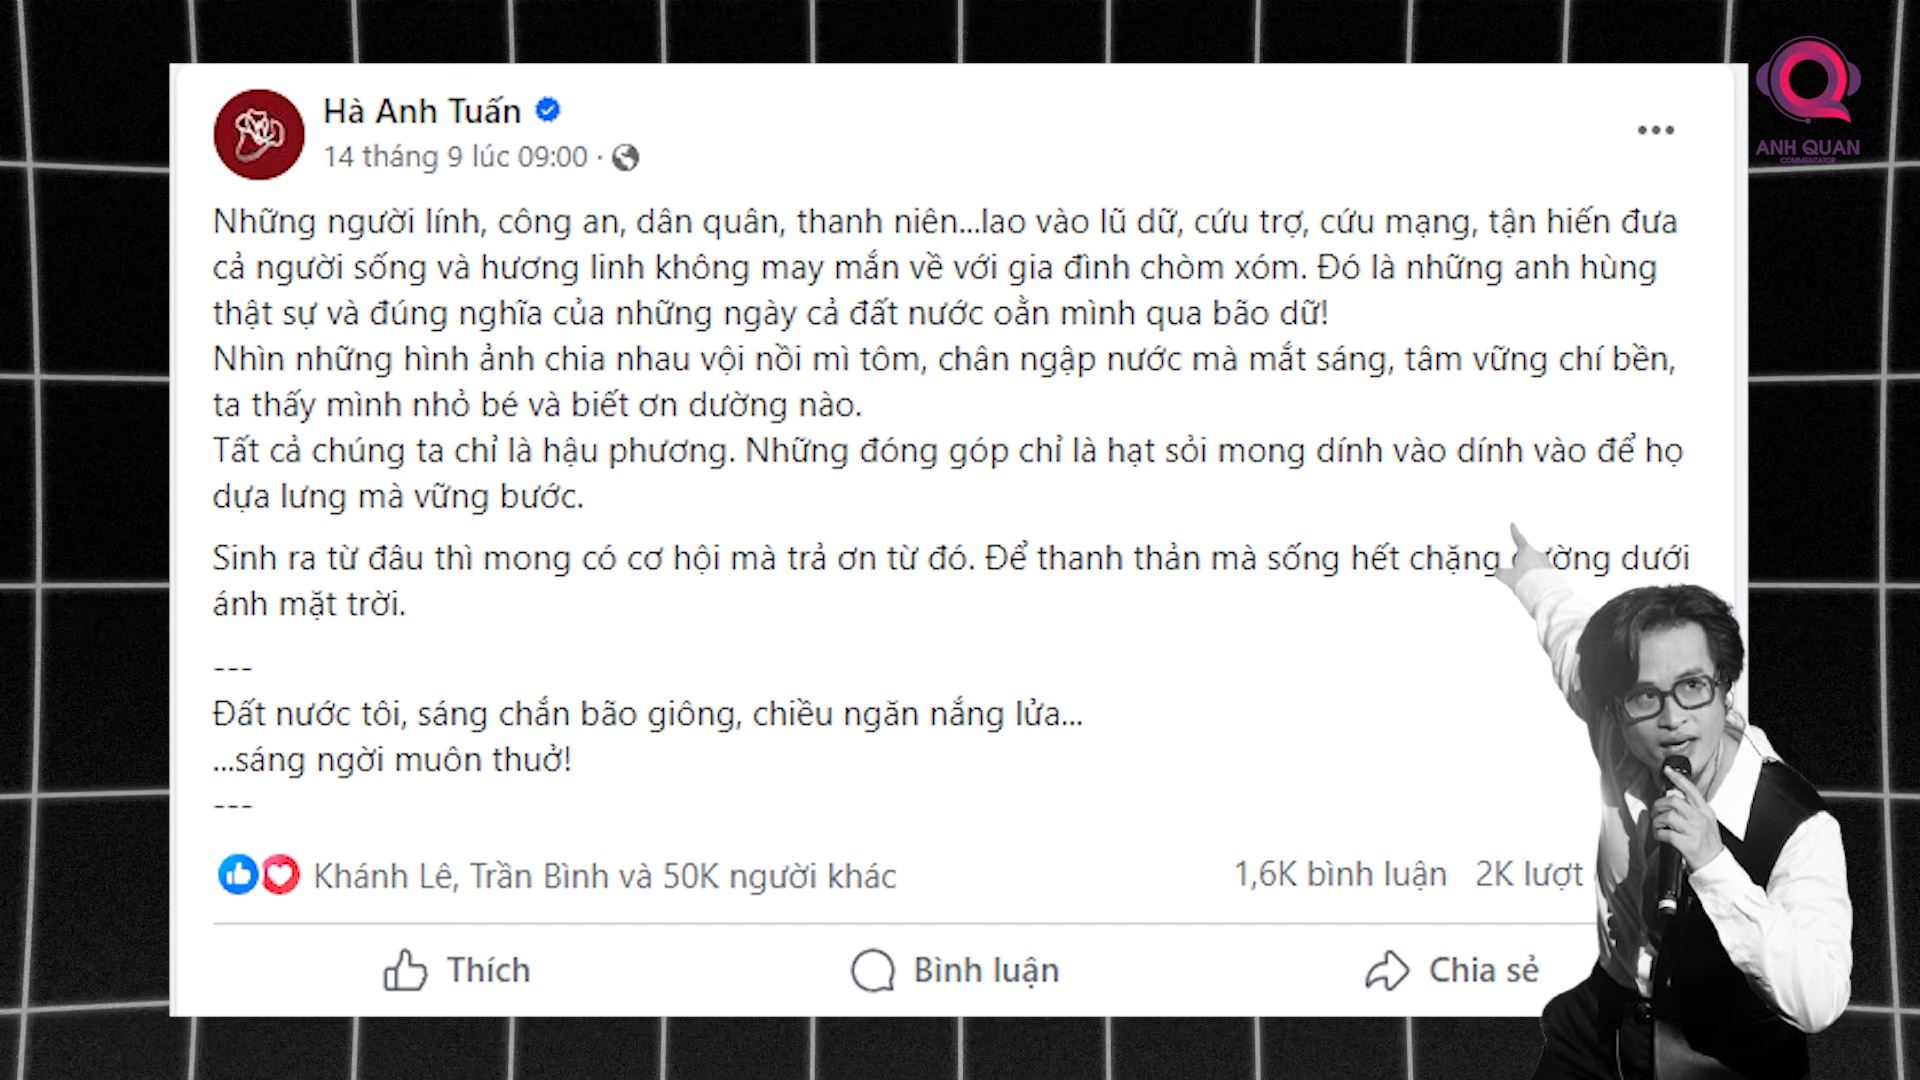 Hà Anh Tuấn
14 tháng 9 lúc 09:00 ·
Những người lính, công an, dân quân, thanh niên...lao vào lũ dữ, cứu trợ, cứu mạng, tận hiến đưa
cả người sống và hương linh không may mắn về với gia đình chòm xóm. Đó là những anh hùng
thật sự và đúng nghĩa của những ngày cả đất nước oằn mình qua bão dữ!
Nhìn những hình ảnh chia nhau vội nồi mì tôm, chân ngập nước mà mắt sáng, tâm vững chí bền,
ta thấy mình nhỏ bé và biết ơn dường nào.
Tất cả chúng ta chỉ là hậu phương. Những đóng góp chỉ là hạt sỏi mong dính vào dính vào để họ
dựa lưng mà vững bước.
Sinh ra từ đâu thì mong có cơ hội mà trả ơn từ đó. Để thanh thản mà sống hết chặng dưới
ánh mặt trời.
---
Đất nước tôi, sáng chắn bão giông, chiều ngăn nắng lửa...
...sáng ngời muôn thuở!
---
Khánh Lê, Trần Bình và 50K người khác
1,6K bình luận 2K lượt
Thích
Bình luận
Chia sẻ
ANH QUAN
COMMENTATOR